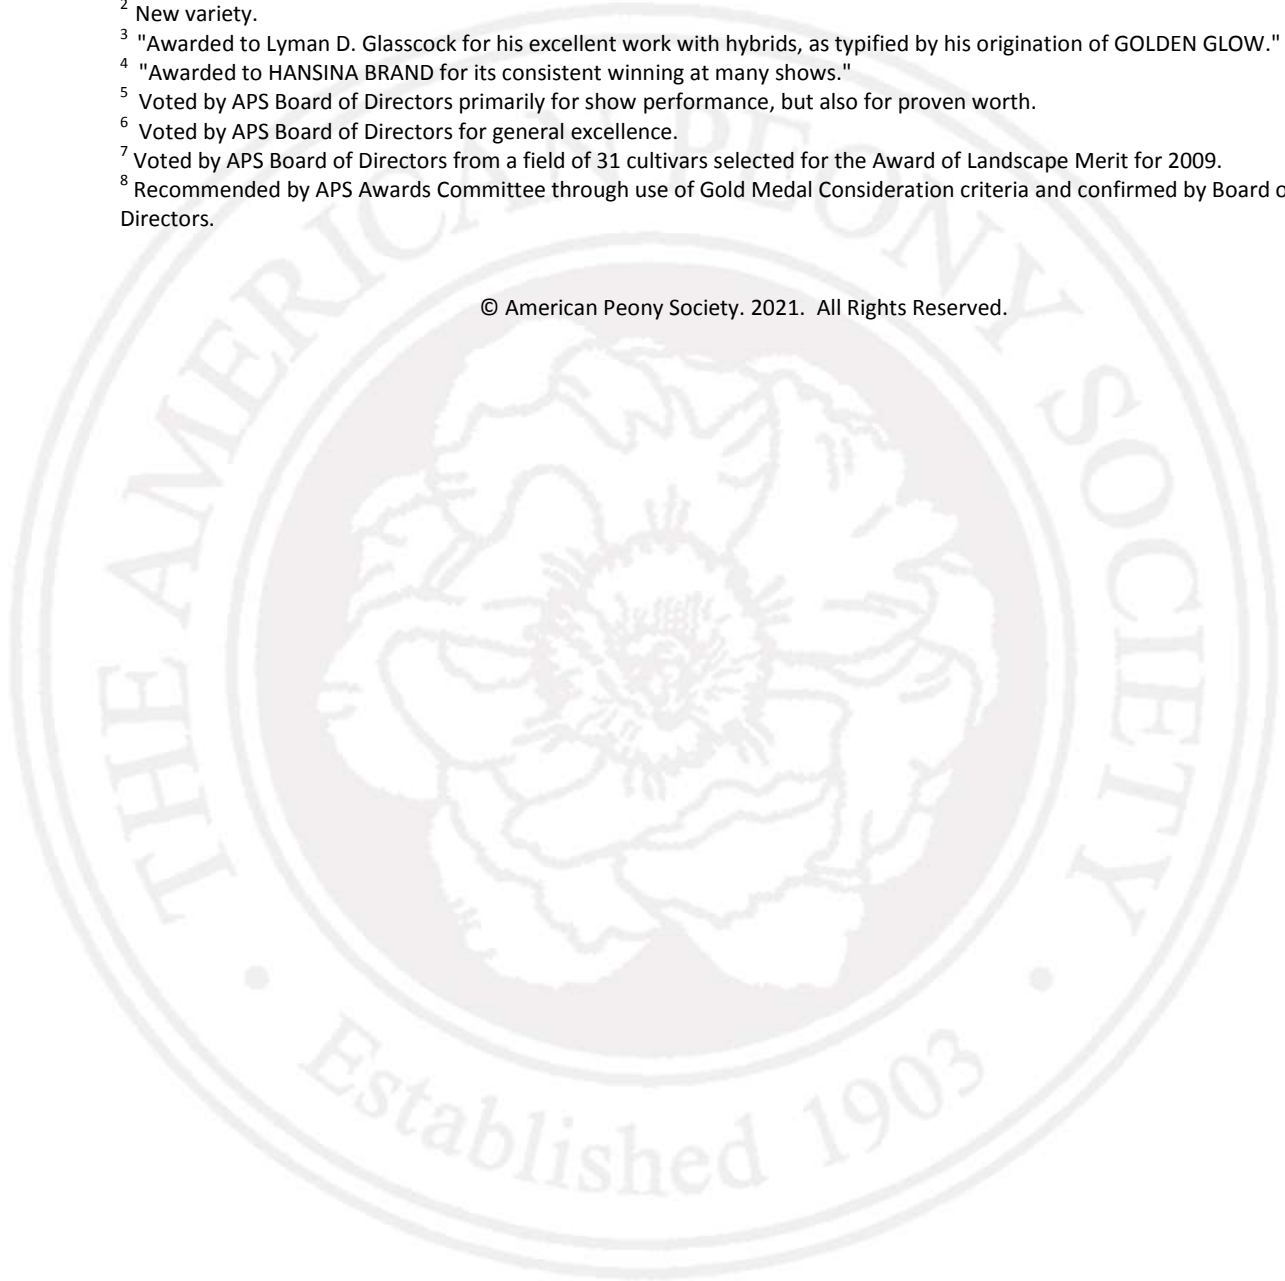 2 New variety.
3 "Awarded to Lyman D. Glasscock for his excellent work with hybrids, as typified by his origination of GOLDEN GLOW."
4 "Awarded to HANSINA BRAND for its consistent winning at many shows."
5 Voted by APS Board of Directors primarily for show performance, but also for proven worth.
6 Voted by APS Board of Directors for general excellence.
7 Voted by APS Board of Directors from a field of 31 cultivars selected for the Award of Landscape Merit for 2009.
8 Recommended by APS Awards Committee through use of Gold Medal Consideration criteria and confirmed by Board o
Directors.
© American Peony Society. 2021. All Rights Reserved.
THE AMERICAN PEONY SOCIETY
• Established 1903 •